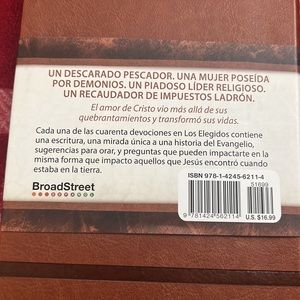 UN DESCARADO PESCADOR. UNA MUJER POSEÍDA
POR DEMONIOS. UN PIADOSO LÍDER RELIGIOSO.
UN RECAUDADOR DE IMPUESTOS LADRÓN.
El amor de Cristo vio más allá de sus
quebrantamientos y transformó sus vidas.
Cada una de las cuarenta devociones en Los Elegidos contiene
una escritura, una mirada única a una historia del Evangelio,
sugerencias para orar, y preguntas que pueden impactarte en la
misma forma que impacto aquellos que Jesús encontró cuando
estaba en la tierra.
BroadStreet
ISBN 978-1-4245-6211-4
51699
9 781424 562114
U.S. $16.99